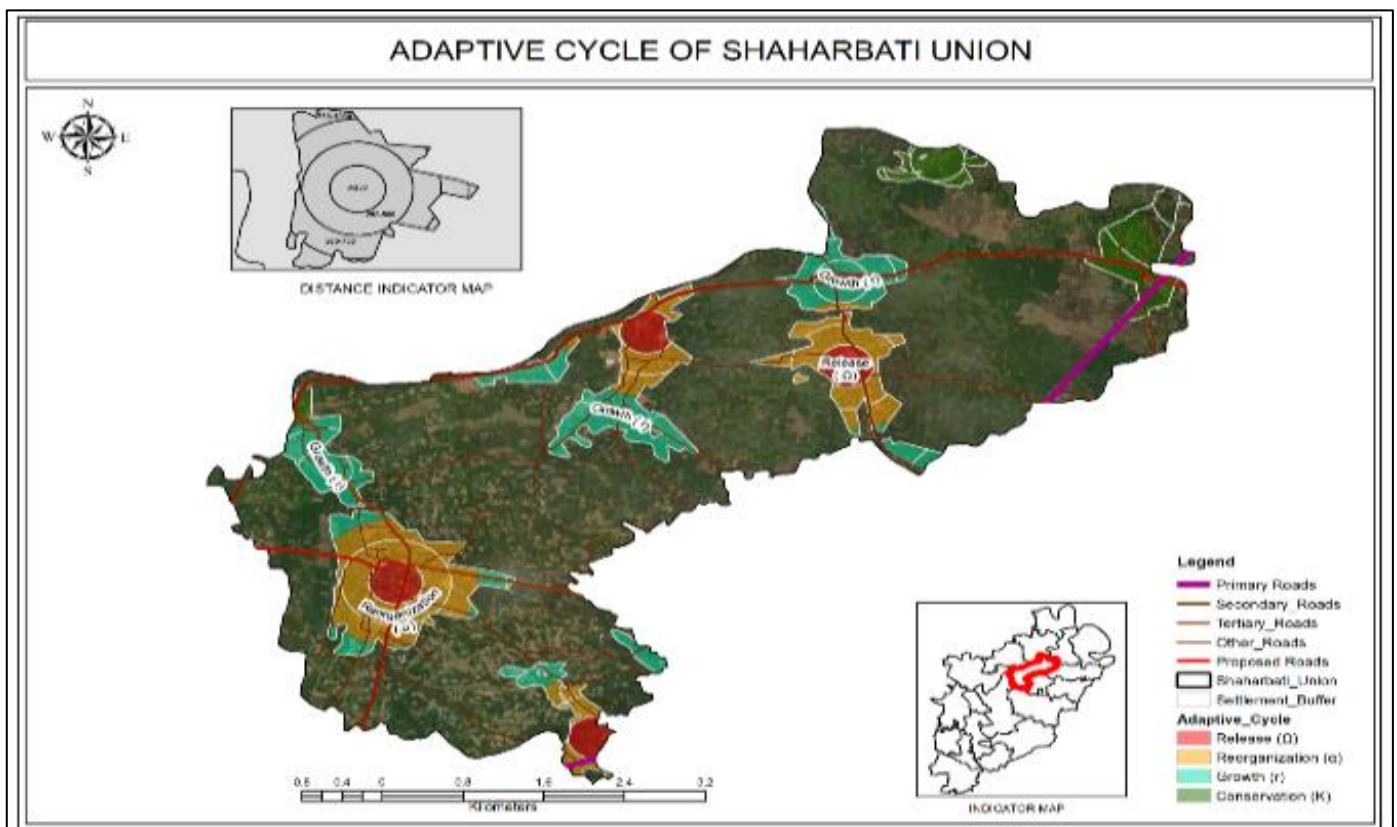 ADAPTIVE CYCLE OF SHAHARBATI UNION
N
W E
S
DISTANCE INDICATOR MAP
Growth (r)
Release
(Ω)
Growth (r)
Growth (r)
Reorganization
(α)
Legend
Primary Roads
Secondary_Roads
Tertiary_Roads
Other_Roads
Proposed Roads
Shaharbati_Union
Settlement_Buffer
Adaptive_Cycle
Release (Ω)
Reorganization (α)
Growth (r)
Conservation (K)
0.8 0.4 0 0.8 1.6 2.4 3.2
Kilometers
INDICATOR MAP